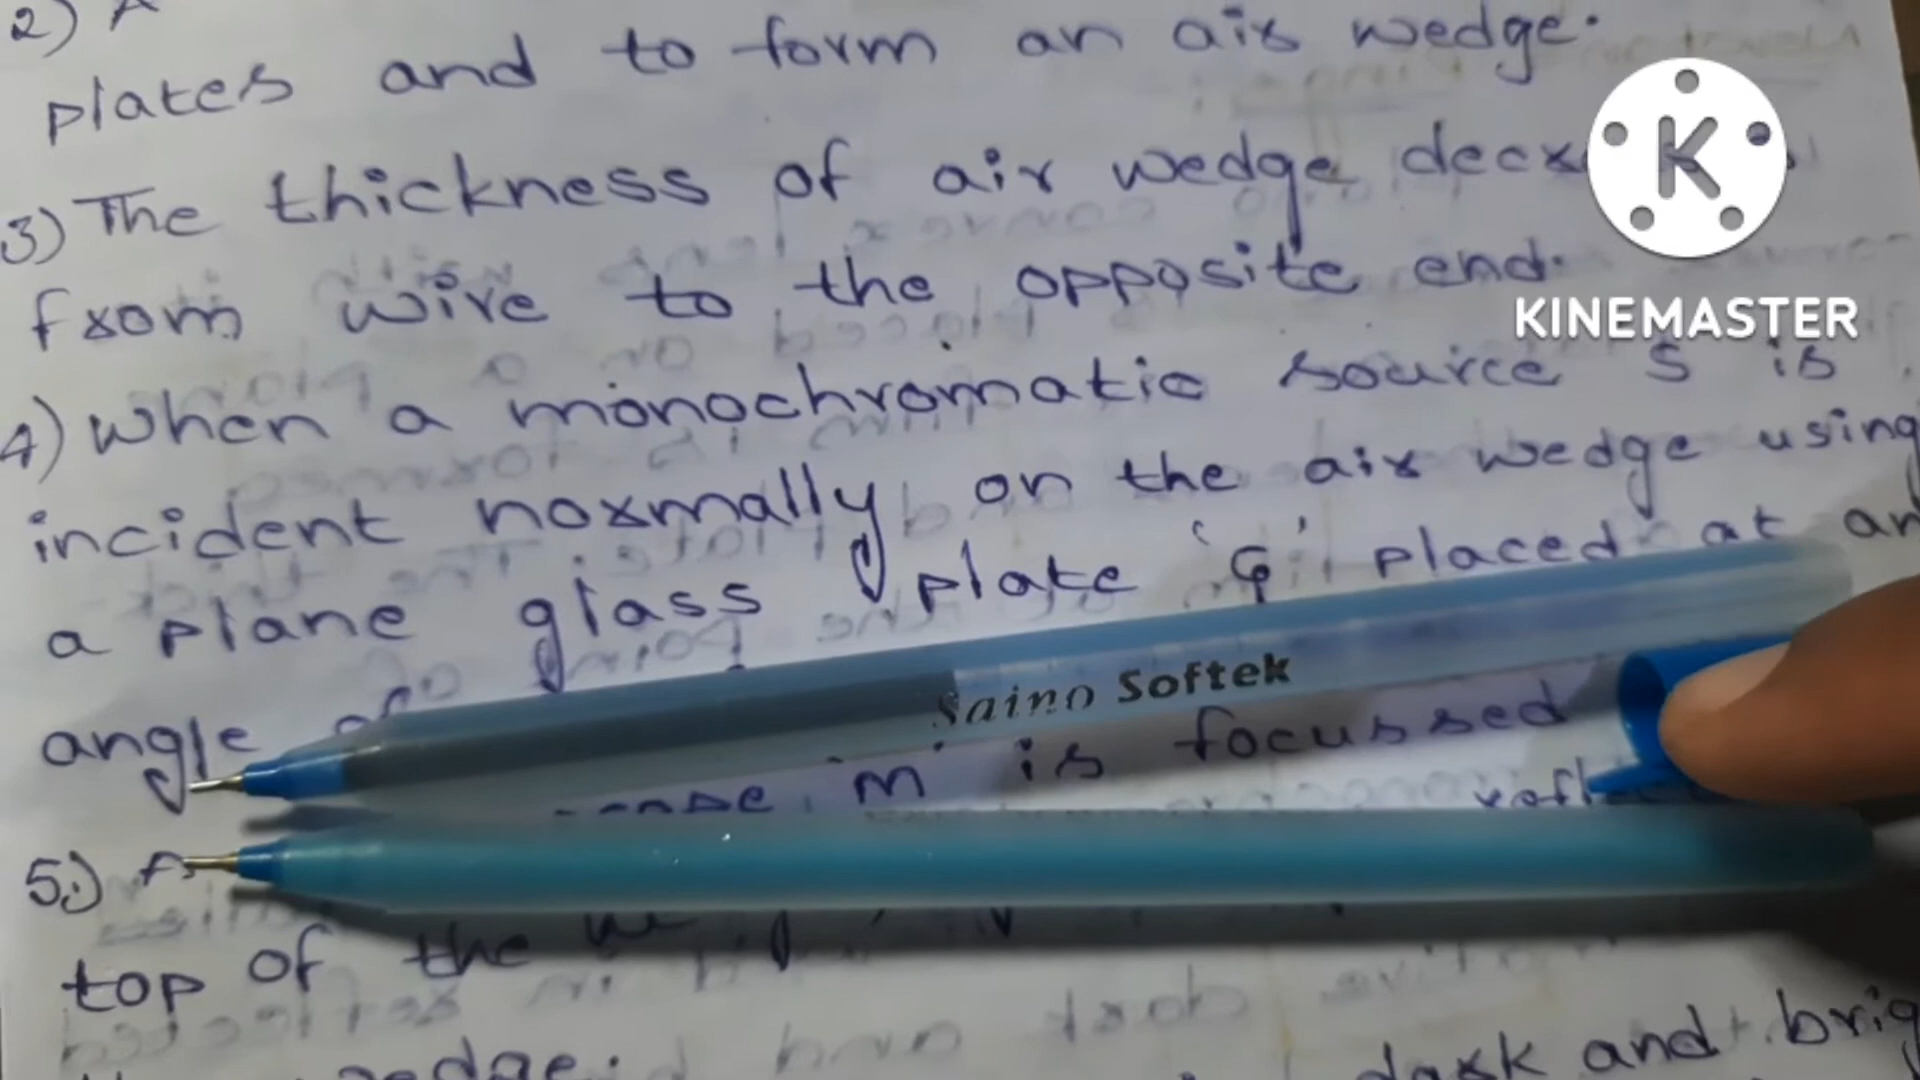 2) A
plates and to form an air wedge.
3) The thickness of air wedge
from wire to the opposite end.
4) When a monochromatic source S is
incident normally on the air wedge using
a plane glass plate 'G' placed at an
angle of
'M' is focussed
5)
top of the
dark and
Saino Softek
K
KINEMASTER